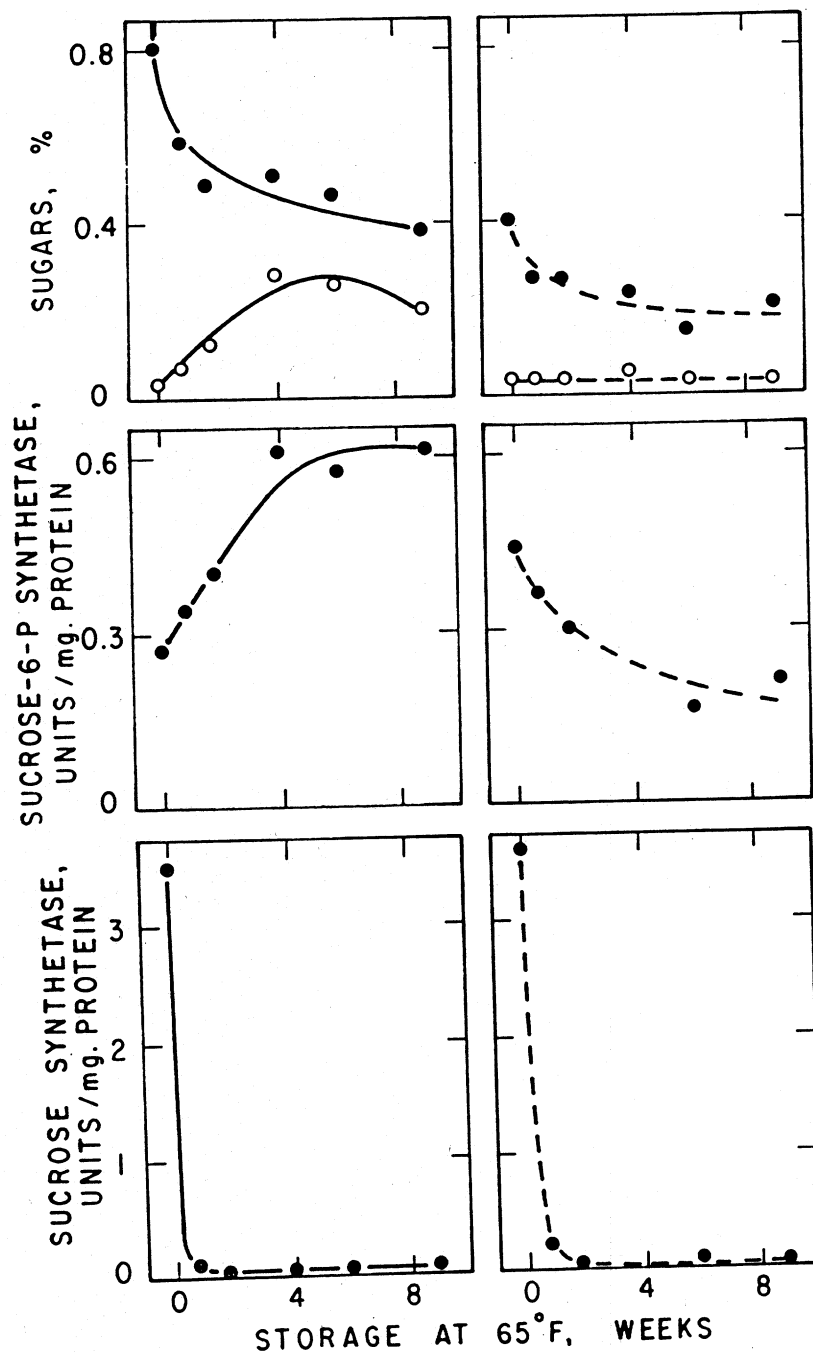 SUGARS, %
0.8
0.4
0
SUCROSE-6-P SYNTHETASE,
UNITS/mg. PROTEIN
0.6
0.3
0
SUCROSE SYNTHETASE,
UNITS/mg. PROTEIN
3
2
1
0
0 4 8 0 4 8
STORAGE AT 65°F, WEEKS